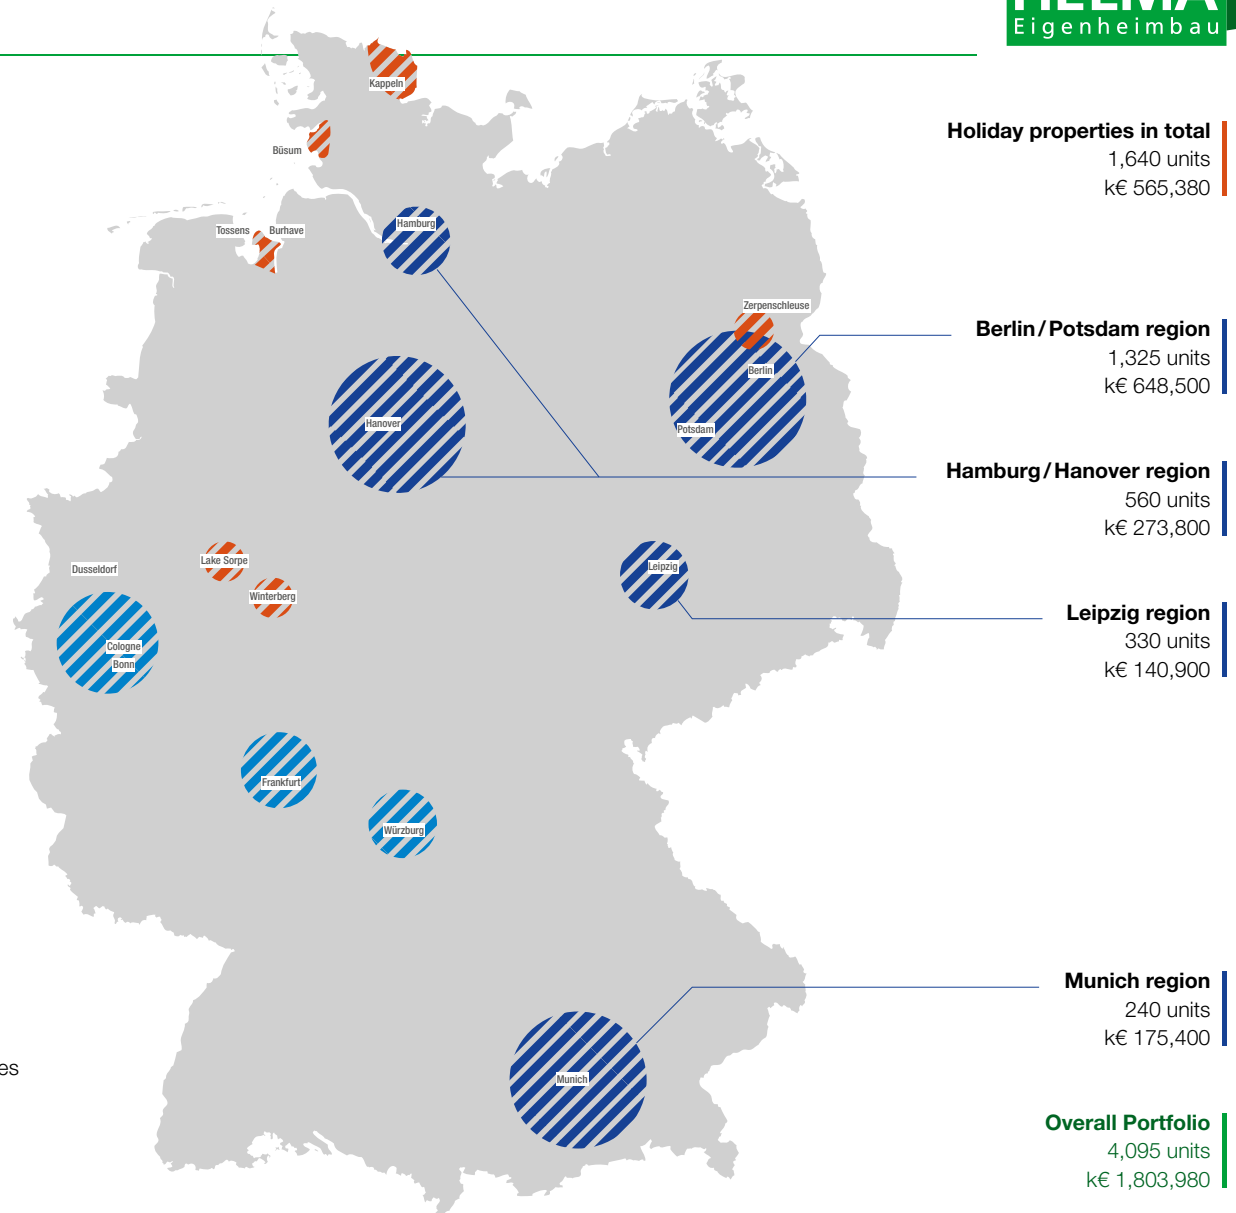 HELMA
Eigenheimbau
Kappeln
Büsum
Tossens
Burhave
Hamburg
Zerpenschleuse
Berlin
Potsdam
Hanover
Lake Sorpe
Winterberg
Dusseldorf
Cologne
Bonn
Leipzig
Frankfurt
Würzburg
Munich
Holiday properties in total
1,640 units
k€ 565,380
Berlin/Potsdam region
1,325 units
k€ 648,500
Hamburg/Hanover region
560 units
k€ 273,800
Leipzig region
330 units
k€ 140,900
Munich region
240 units
k€ 175,400
Overall Portfolio
4,095 units
k€ 1,803,980